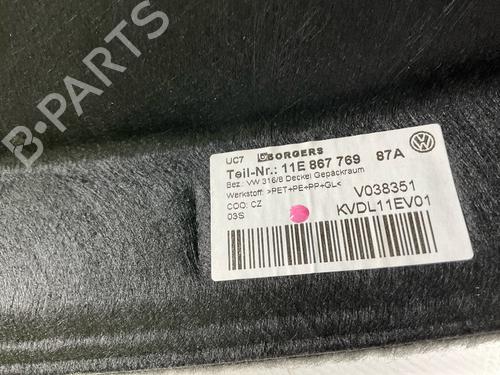 B-PARTS
UC7 BORGERS
Teil-Nr.: 11E 867 769 87A
Bez.: VW 316/8 Deckel Gepäckraum
Werkstoff: >PET+PE+PP+GL< V038351
COO: CZ KVDL11EV01
03S